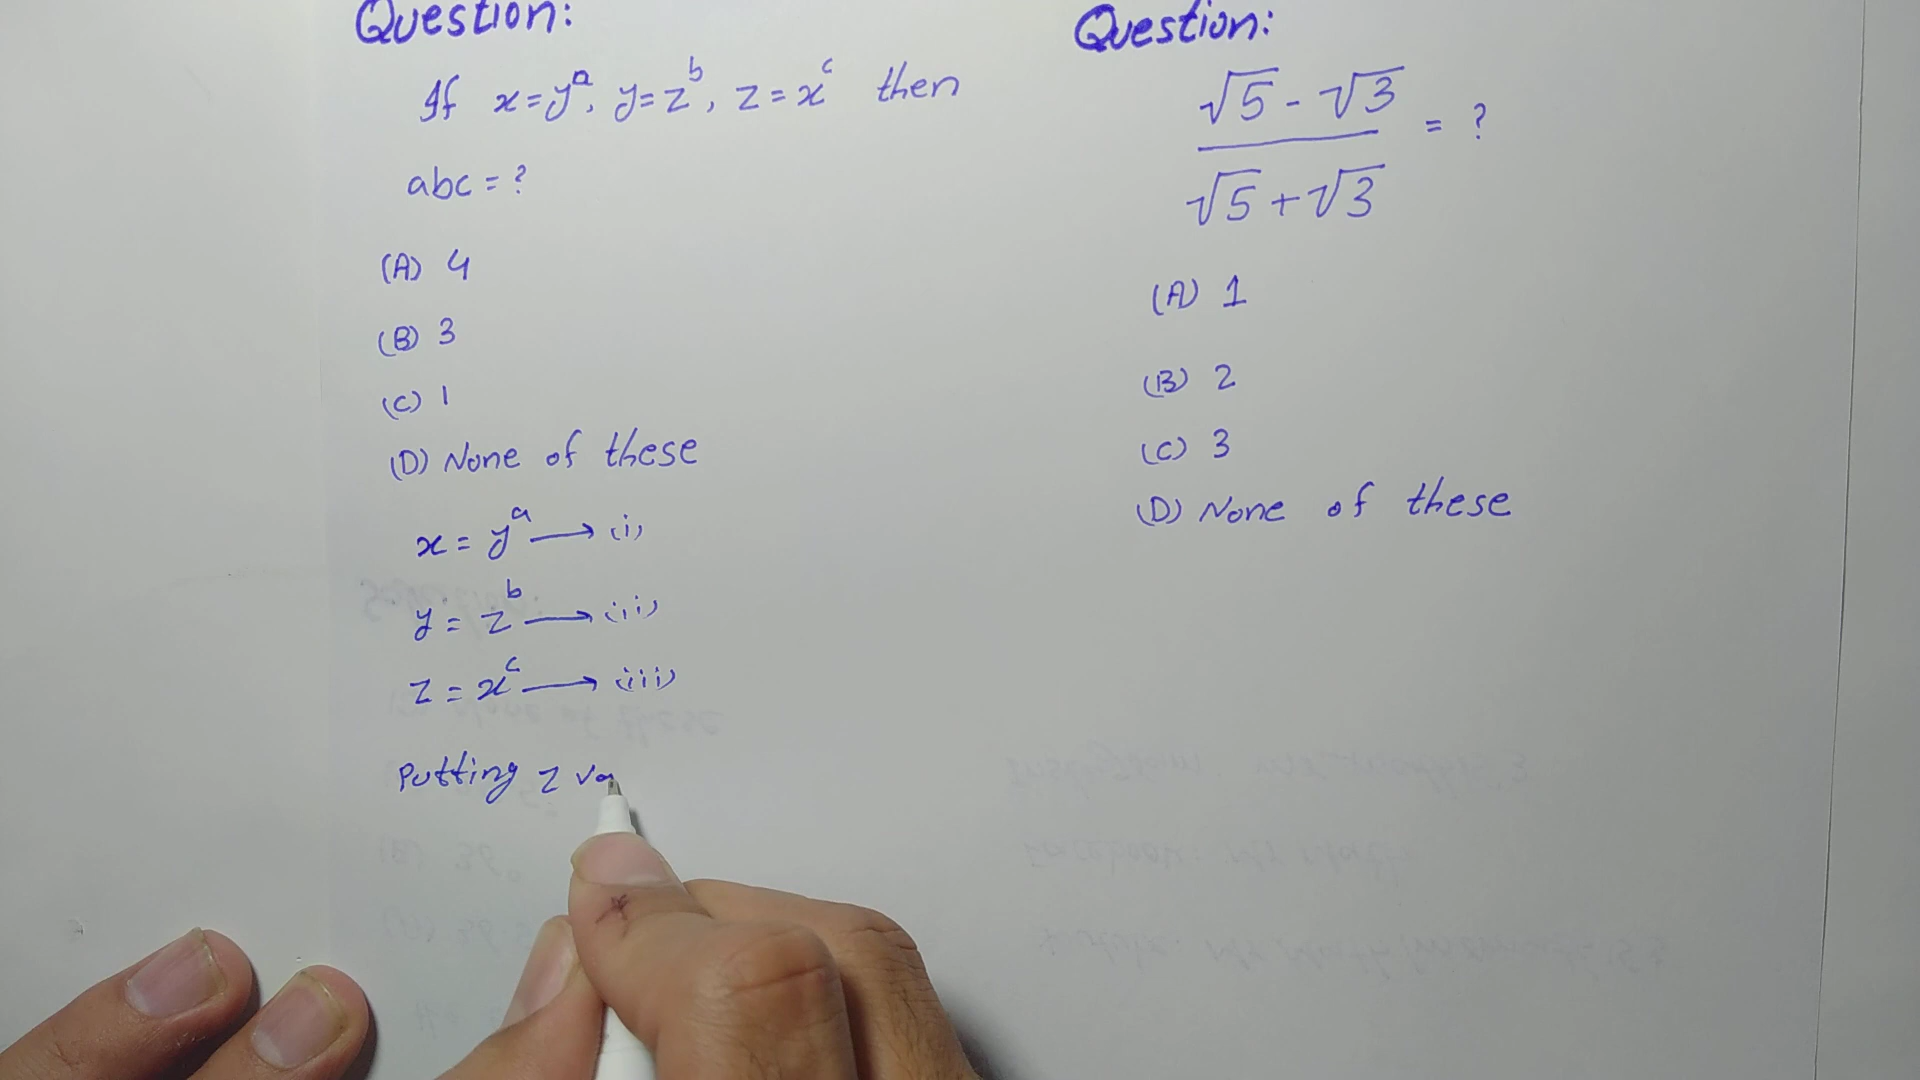 Question:
If x = y^a, y = z^b, z = x^c then
abc = ?
(A) 4
(B) 3
(C) 1
(D) None of these
x = y^a → (i)
y = z^b → (ii)
z = x^c → (iii)
Putting z va
Question:
√5 - √3
√5 + √3
= ?
(A) 1
(B) 2
(C) 3
(D) None of these